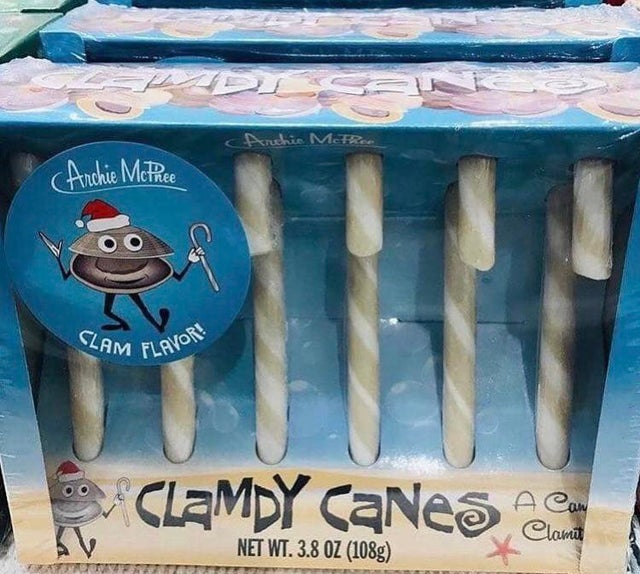 CLAMDY CANES
Archie McPhee
Archie McPhee
CLAM FLAVOR!
CLAMDY CANES
NET WT. 3.8 OZ (108g)
A